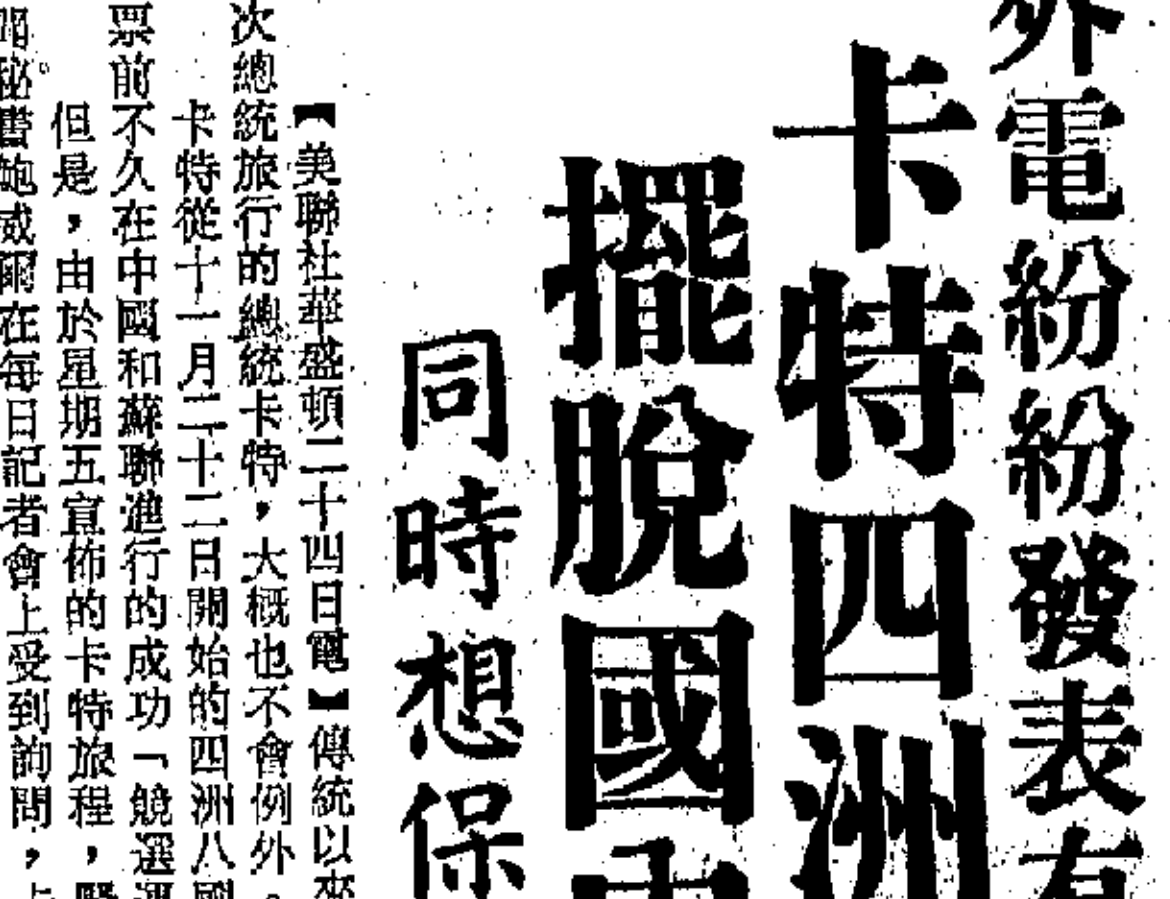 外電紛紛發表有
卡特四洲
擺脫國內
同時想保
【美聯社華盛頓二十四日電】傳統以來
次總統旅行的總統卡特，大概也不會例外。
卡特從十一月二十二日開始的四洲八國
票前不久在中國和蘇聯進行的成功「競選運
但是，由於星期五宣佈的卡特旅程，
聞秘書鮑威爾在每日記者會上受到詢問，